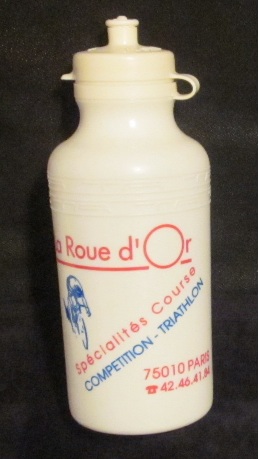 a Roue d'Or
Spécialités Course
COMPETITION - TRIATHLON
75010 PARIS
☎42.46.41.84